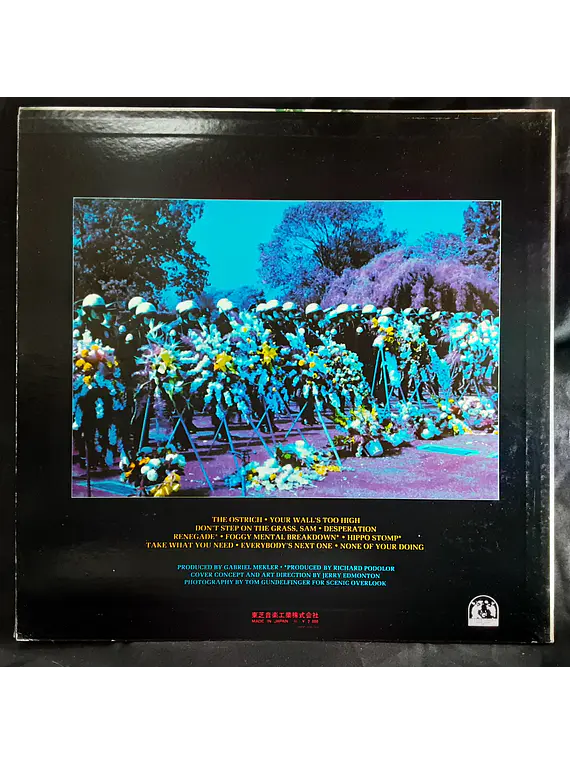 THE OSTRICH • YOUR WALL'S TOO HIGH
DON'T STEP ON THE GRASS, SAM • DESPERATION
RENEGADE* • FOGGY MENTAL BREAKDOWN* • HIPPO STOMP*
TAKE WHAT YOU NEED • EVERYBODY'S NEXT ONE • NONE OF YOUR DOING
PRODUCED BY GABRIEL MEKLER • *PRODUCED BY RICHARD PODOLOR
COVER CONCEPT AND ART DIRECTION BY JERRY EDMONTON
PHOTOGRAPHY BY TOM GUNDELFINGER FOR SCENIC OVERLOOK
東芝音楽工業株式会社
MADE IN JAPAN